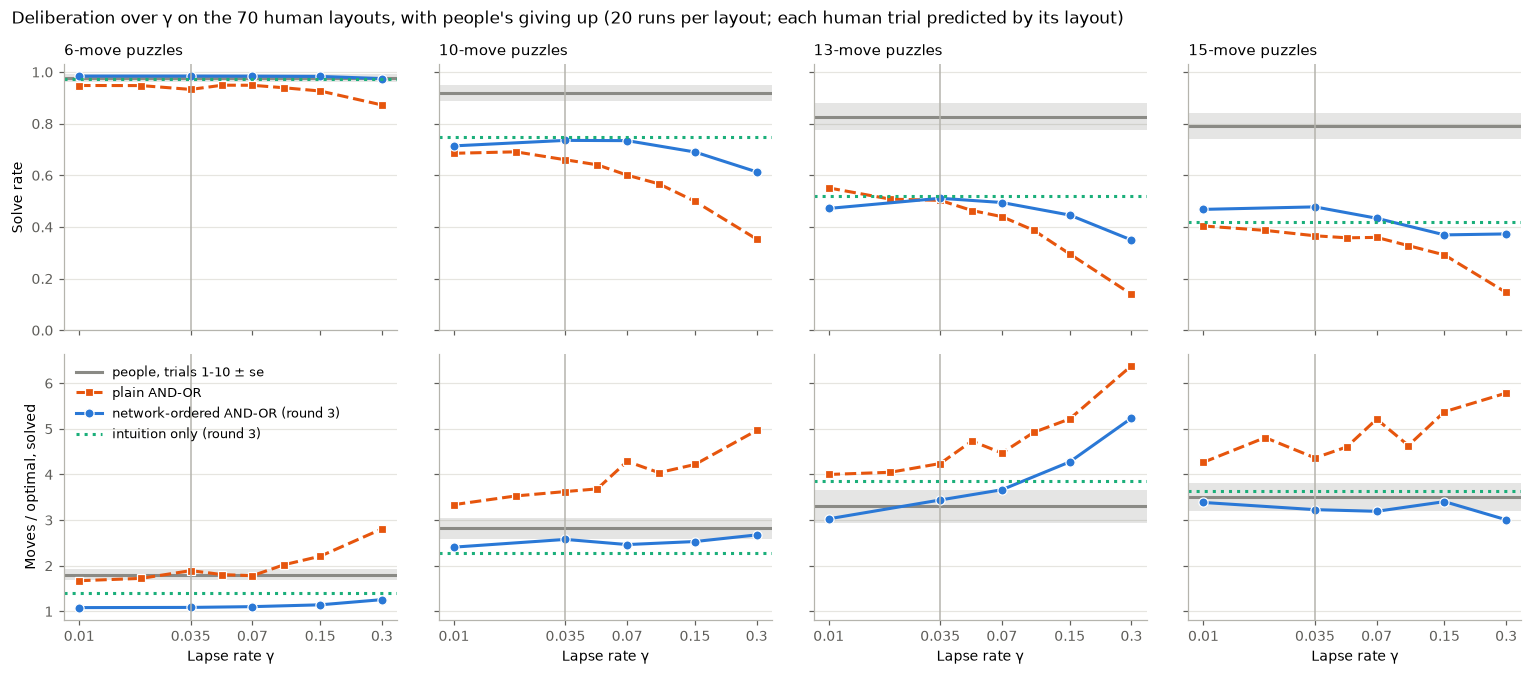 Deliberation over γ on the 70 human layouts, with people's giving up (20 runs per layout; each human trial predicted by its layout)
6-move puzzles
10-move puzzles
13-move puzzles
15-move puzzles
Solve rate
1.0
0.8
0.6
0.4
0.2
0.0
Moves / optimal, solved
6
5
4
3
2
1
people, trials 1-10 ± se
plain AND-OR
network-ordered AND-OR (round 3)
intuition only (round 3)
0.01 0.035 0.07 0.15 0.3
0.01 0.035 0.07 0.15 0.3
0.01 0.035 0.07 0.15 0.3
0.01 0.035 0.07 0.15 0.3
Lapse rate γ
Lapse rate γ
Lapse rate γ
Lapse rate γ